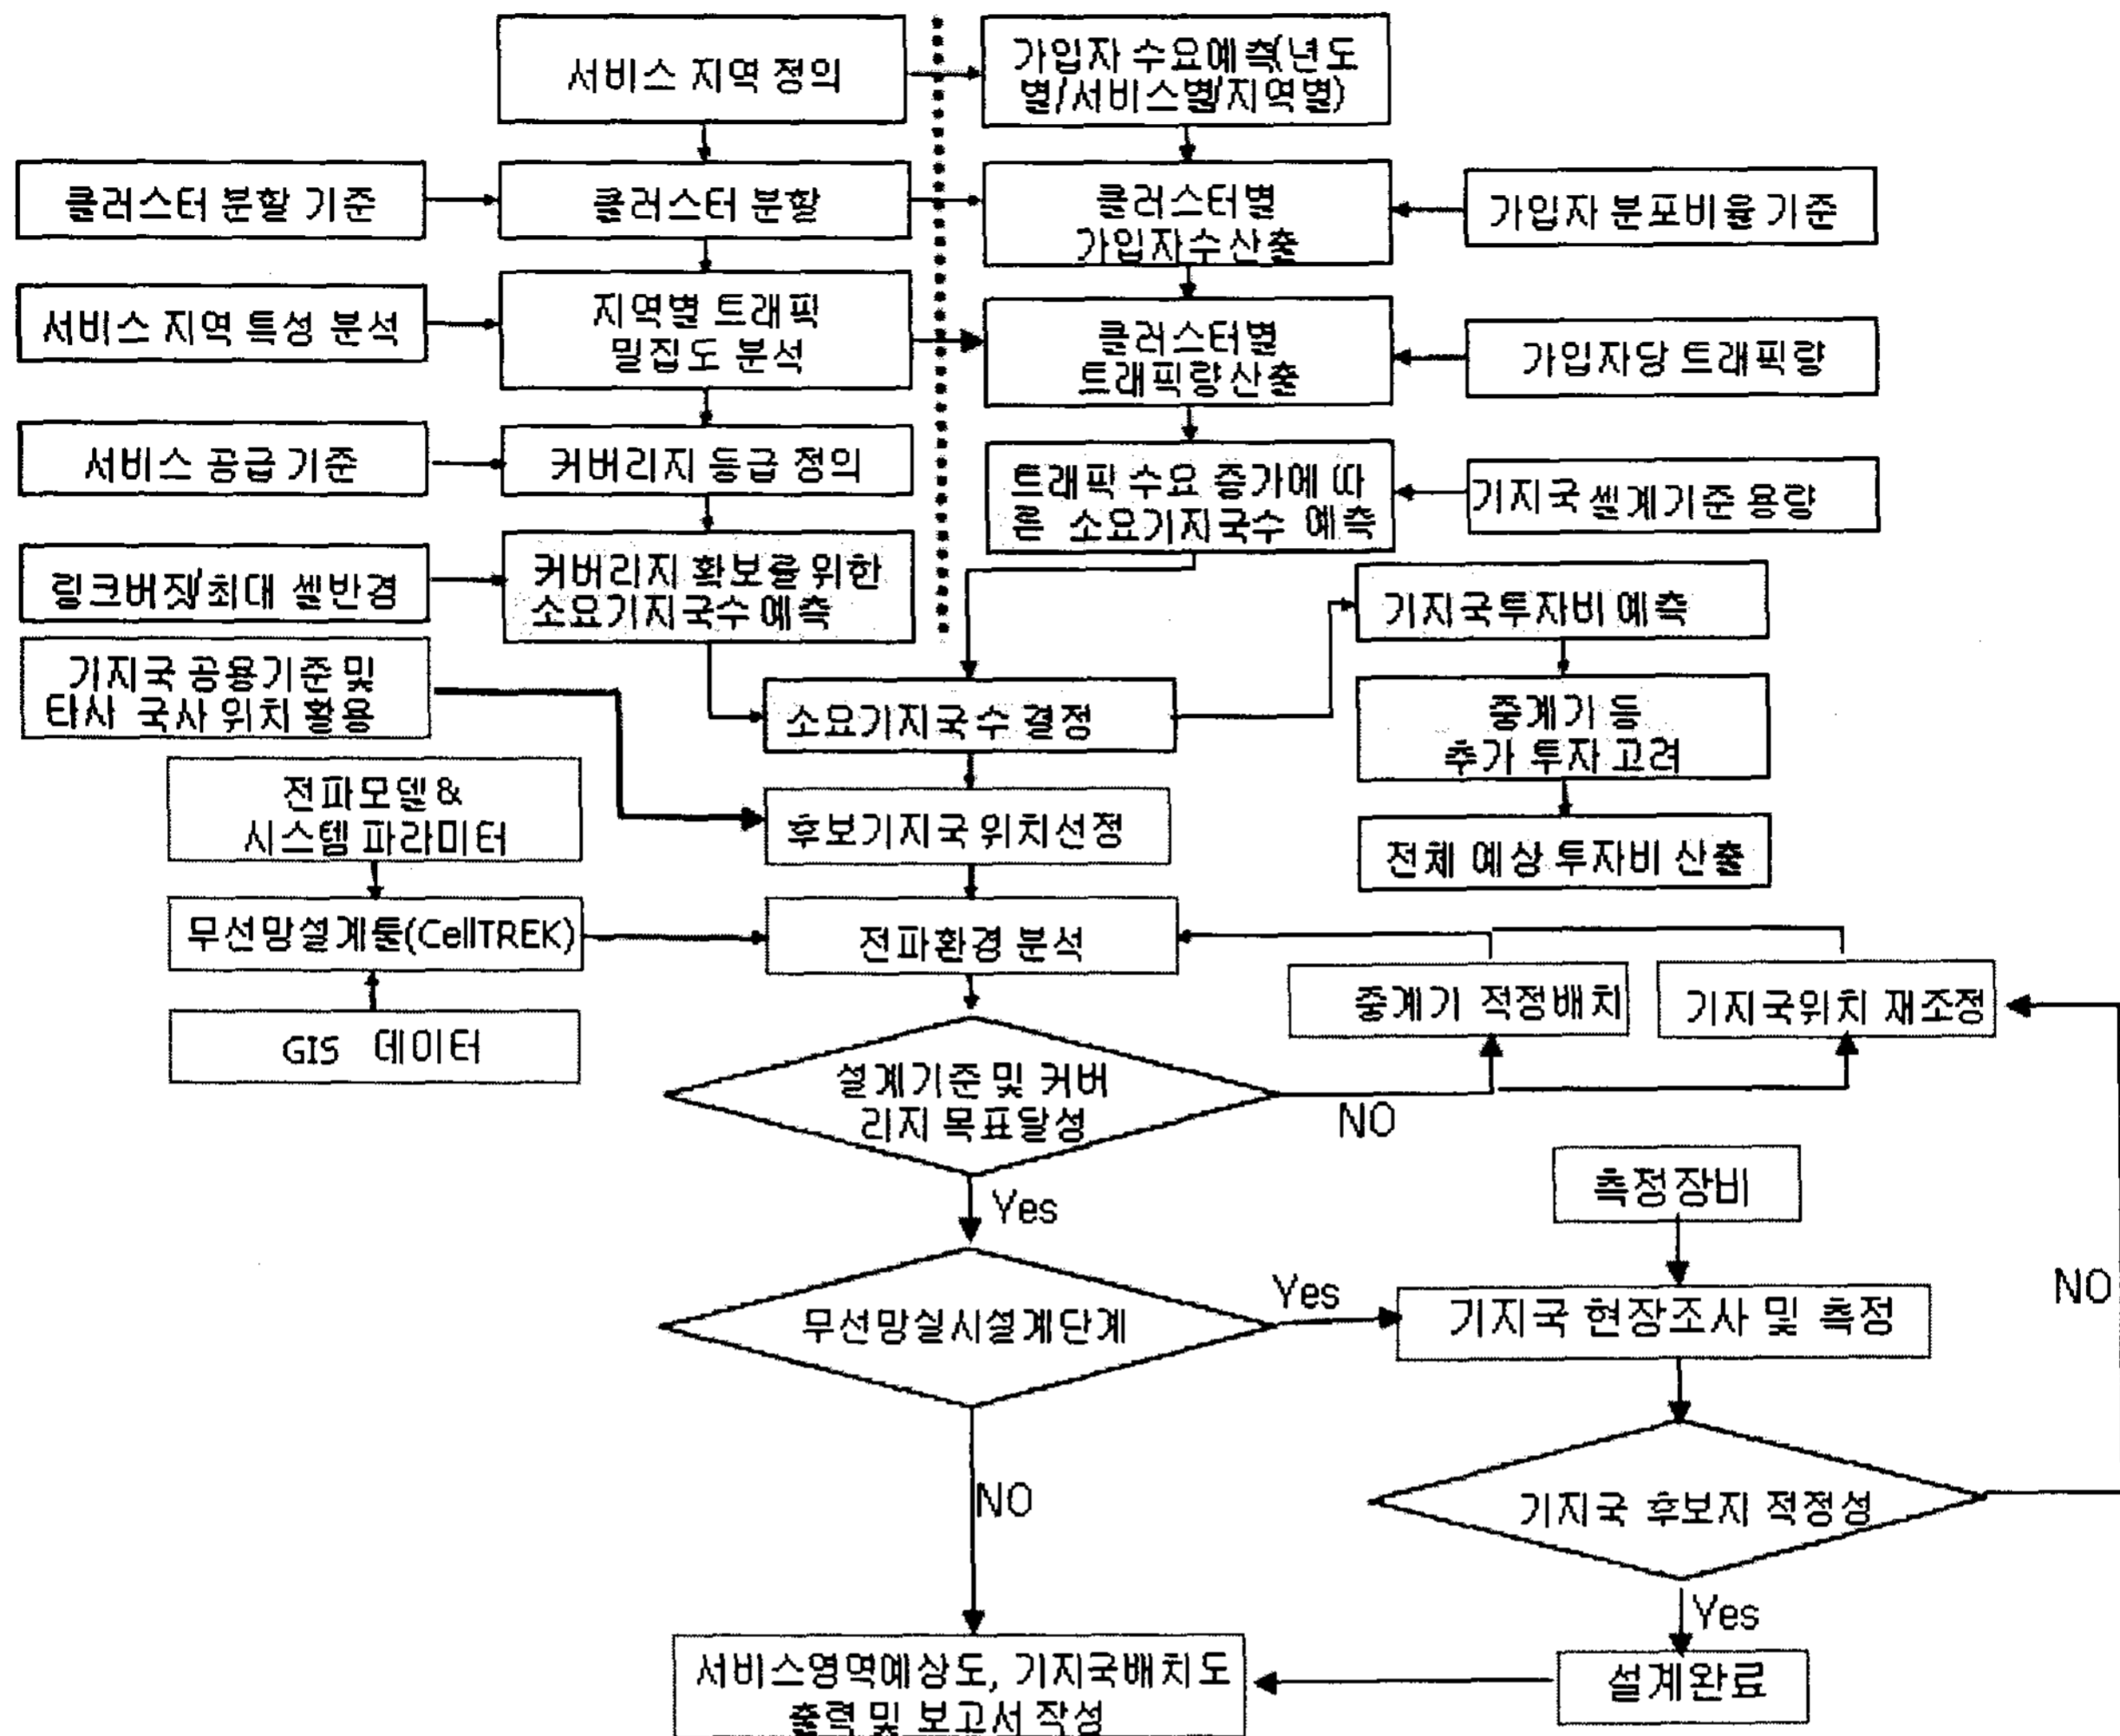 서비스 지역 정의
가입자 수요예측(년도
별/서비스별/지역별)
클러스터 분할 기준
클러스터 분할
클러스터별
가입자수산출
가입자 분포비율 기준
서비스 지역 특성 분석
지역별 트래픽
밀집도 분석
클러스터별
트래픽량산출
가입자당 트래픽량
서비스 공급 기준
커버리지 등급 정의
트래픽 수요 증가에 따
른 소요기지국수 예측
기지국설계기준 용량
링크버짓/최대 셀반경
커버리지 확보를 위한
소요기지국수 예측
기지국투자비 예측
기지국 공용기준 및
타사 국사 위치 활용
소요기지국수 결정
중계기 등
추가 투자 고려
전파모델 &
시스템 파라미터
후보기지국 위치선정
전체 예상 투자비 산출
무선망설계툴(CellTREK)
전파환경 분석
중계기 적정배치
기지국위치 재조정
GIS 데이터
설계기준 및 커버
리지 목표달성
NO
Yes
측정장비
무선망실시설계단계
Yes
기지국 현장조사 및 측정
NO
NO
기지국 후보지 적정성
Yes
서비스영역예상도, 기지국배치도
출력 및 보고서 작성
설계완료